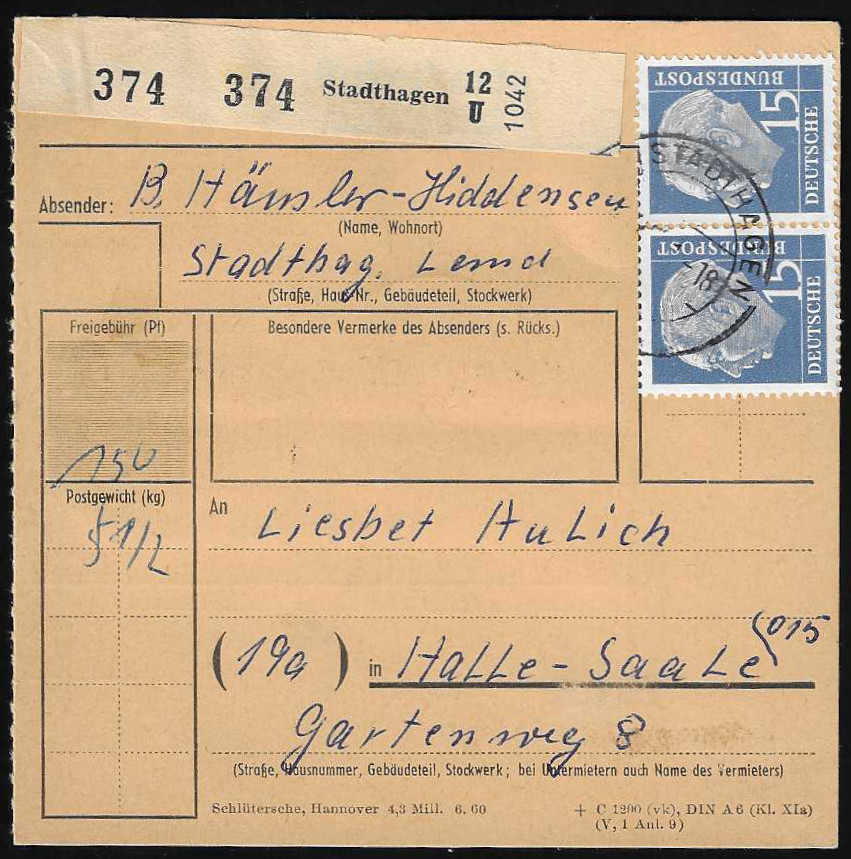 374 374 Stadthagen 12 U 1042
15 DEUTSCHE BUNDESPOST
15 DEUTSCHE BUNDESPOST
STADTHAGEN
-18
Absender: B. Hämsler-Hiddensen
(Name, Wohnort)
Stadthag. Lemd
(Straße, Haus-Nr., Gebäudeteil, Stockwerk)
Freigebühr (Pf)
Besondere Vermerke des Absenders (s. Rücks.)
150
Postgewicht (kg)
5 1/2
An Liesbet Hulich
015
(19a) in Halle-Saale
Gartenweg 8
(Straße, Hausnummer, Gebäudeteil, Stockwerk; bei Untermietern auch Name des Vermieters)
Schlütersche, Hannover 4,3 Mill. 6. 60
+ C 1200 (vk), DIN A 6 (Kl. XIa)
(V, 1 Anl. 9)